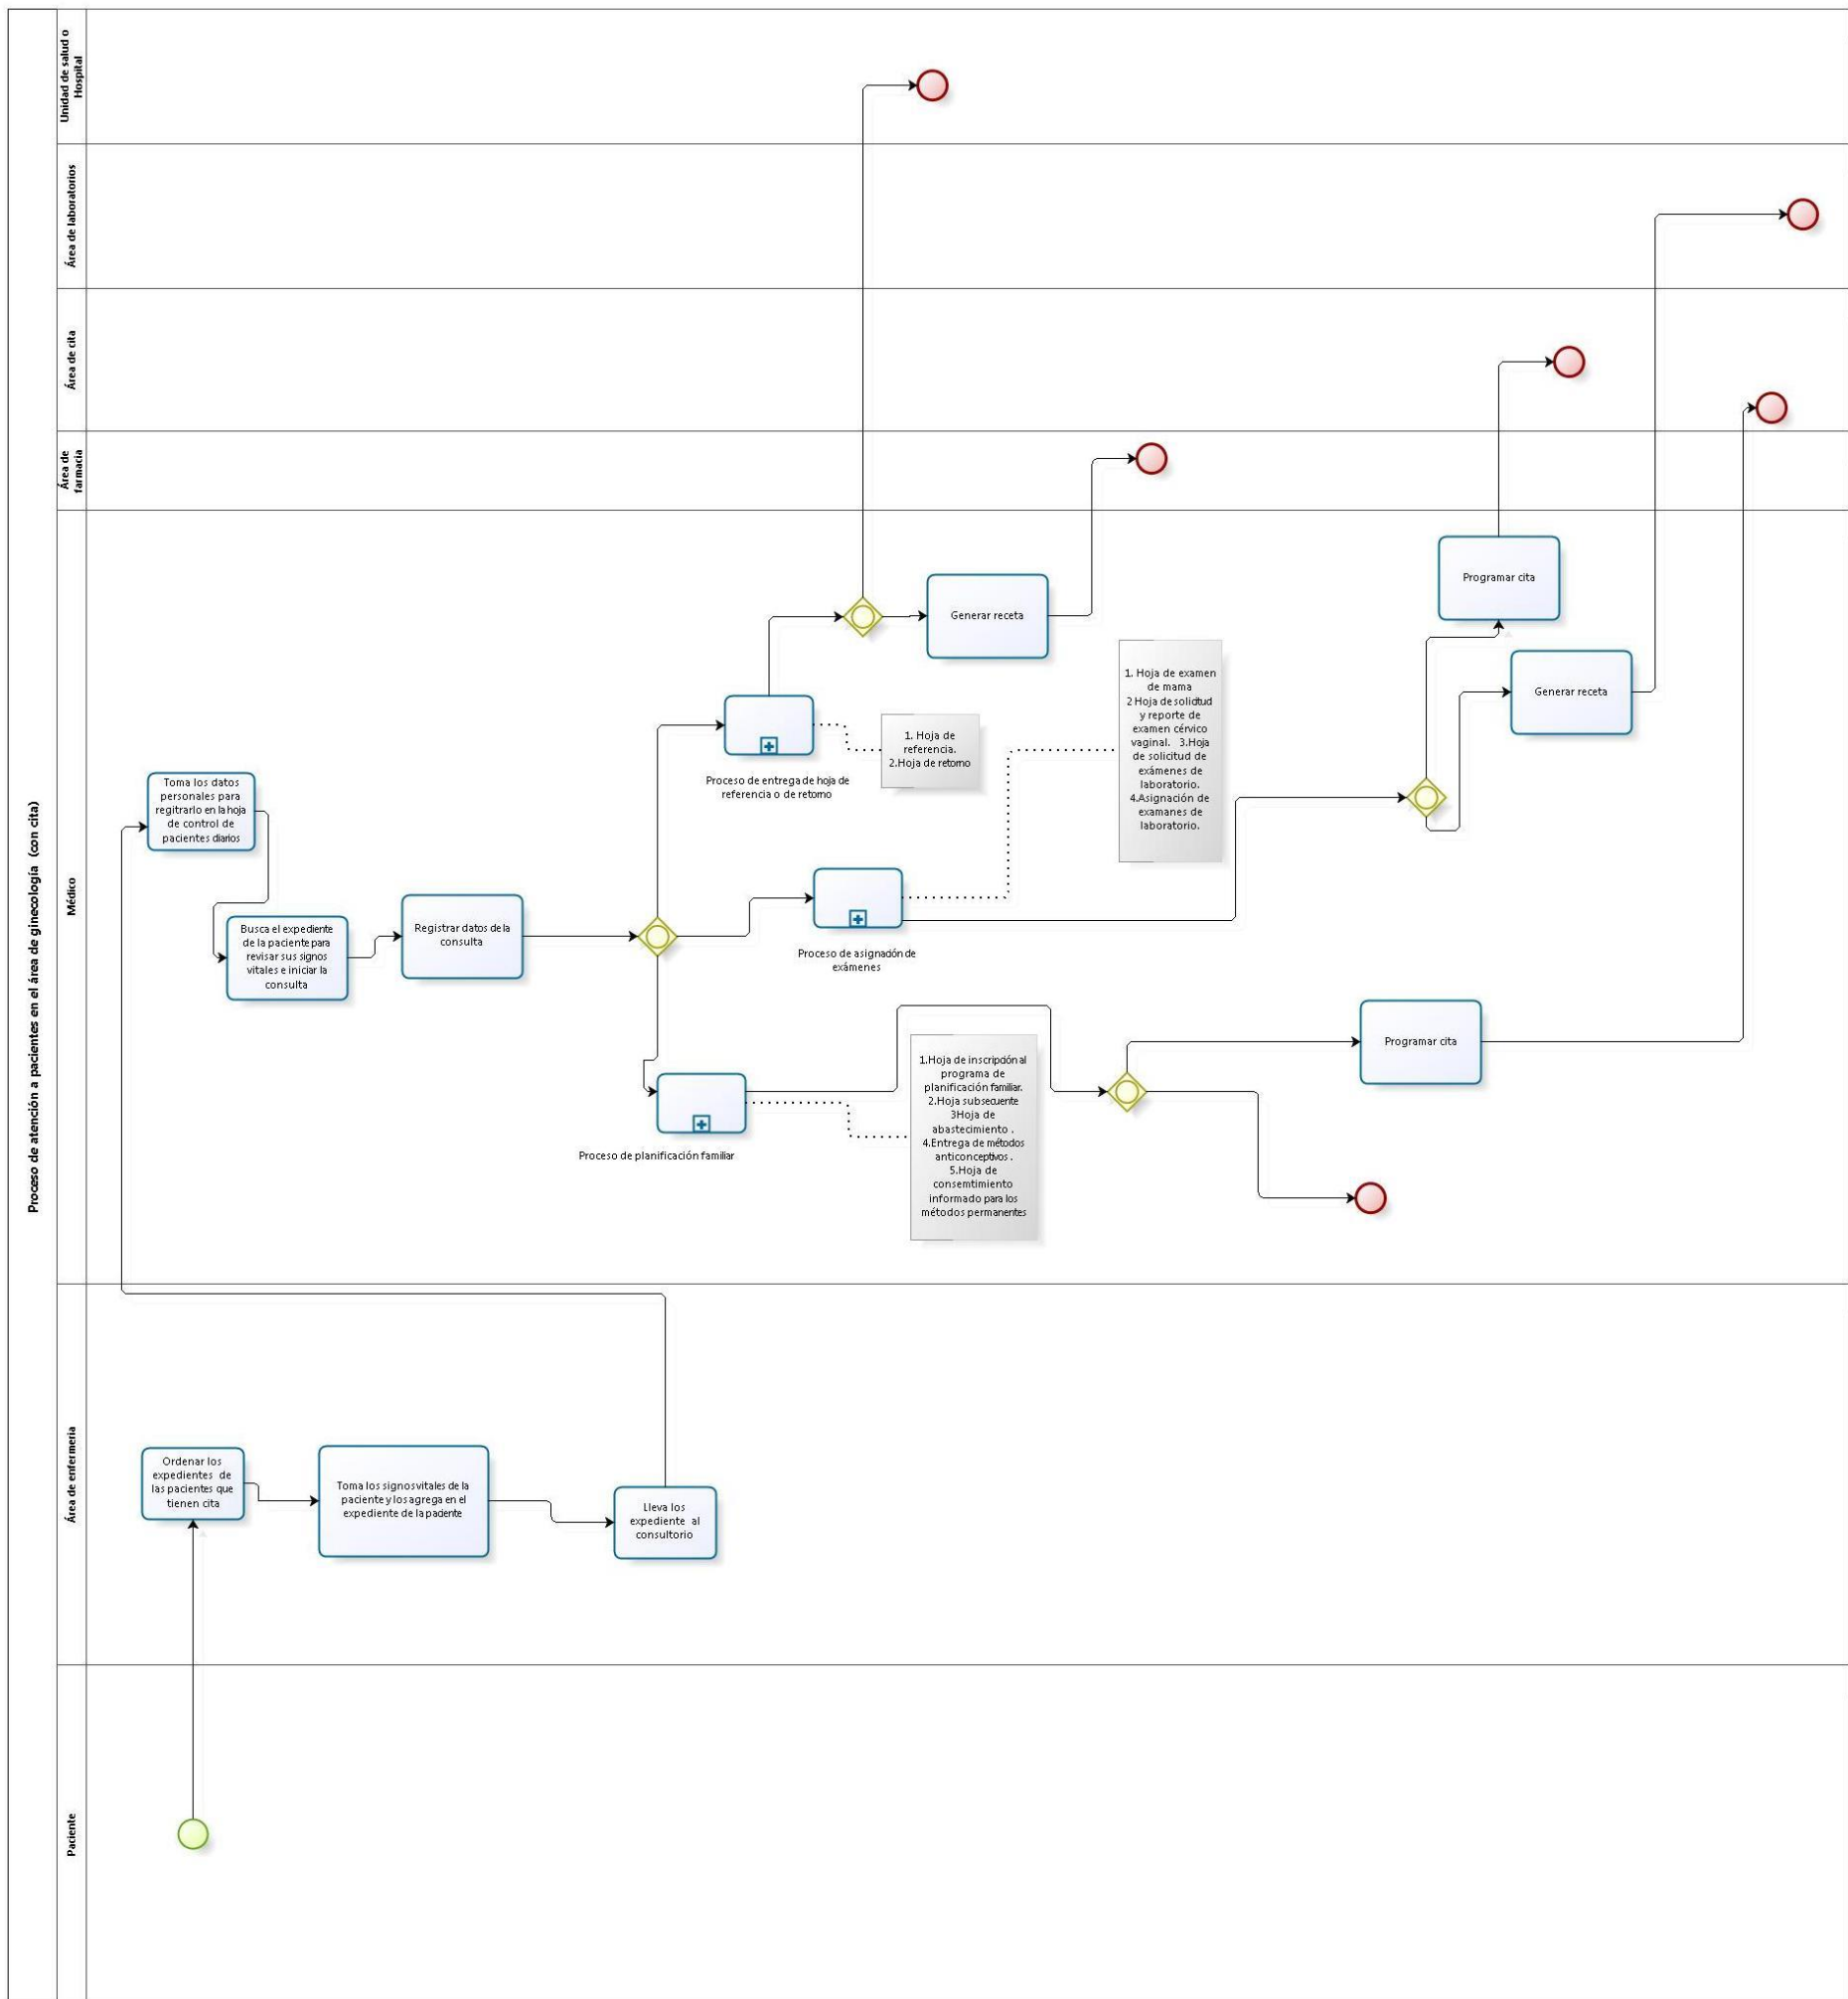 Proceso de atención a pacientes en el área de ginecología (con cita)
Unidad de salud o
Hospital
Área de laboratorios
Área de cita
Área de
farmacia
Médico
Programar cita
Generar receta
1. Hoja de examen
de mama
2 Hoja de solicitud
y reporte de
examen cérvico
vaginal. 3.Hoja
de solicitud de
exámenes de
laboratorio.
4.Asignación de
examanes de
laboratorio.
Generar receta
1. Hoja de
referencia.
2.Hoja de retorno
Proceso de entrega de hoja de
referencia o de retorno
Toma los datos
personales para
regitrarlo en la hoja
de control de
pacientes diarios
Busca el expediente
de la paciente para
revisar sus signos
vitales e iniciar la
consulta
Registrar datos de la
consulta
Proceso de asignación de
exámenes
Programar cita
1.Hoja de inscripción al
programa de
planificación familiar.
2.Hoja subsecuente
3Hoja de
abastecimiento .
4.Entrega de métodos
anticonceptivos .
5.Hoja de
consemtimiento
informado para los
métodos permanentes
Proceso de planificación familiar
Área de enfermeria
Ordenar los
expedientes de
las pacientes que
tienen cita
Toma los signos vitales de la
paciente y los agrega en el
expediente de la paciente
Lleva los
expediente al
consultorio
Paciente